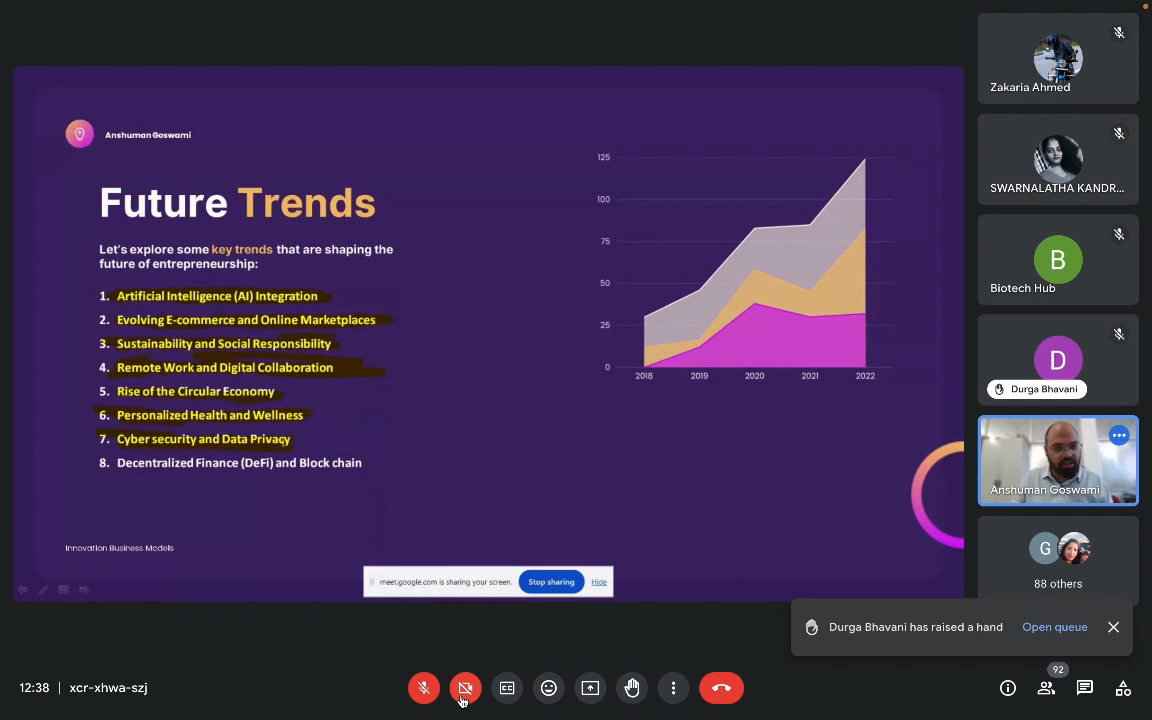 Anshuman Goswami
Future Trends
Let's explore some key trends that are shaping the
future of entrepreneurship:
1. Artificial Intelligence (AI) Integration
2. Evolving E-commerce and Online Marketplaces
3. Sustainability and Social Responsibility
4. Remote Work and Digital Collaboration
5. Rise of the Circular Economy
6. Personalized Health and Wellness
7. Cyber security and Data Privacy
8. Decentralized Finance (DeFi) and Block chain
Innovation Business Models
125
100
75
50
25
0
2018 2019 2020 2021 2022
meet.google.com is sharing your screen. Stop sharing Hide
Zakaria Ahmed
SWARNALATHA KANDR...
B
Biotech Hub
D
Durga Bhavani
Anshuman Goswami
G
88 others
Durga Bhavani has raised a hand Open queue
12:38 | xcr-xhwa-szj
CC
92